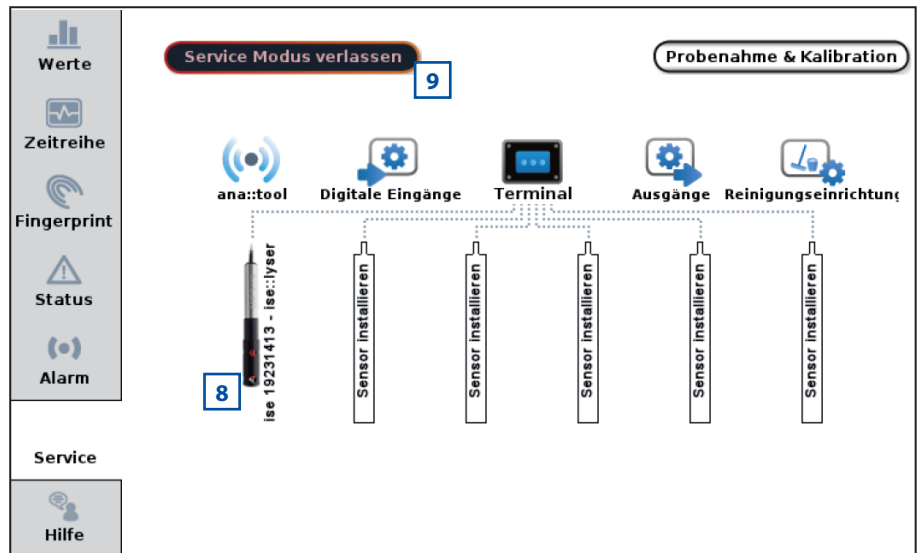 Werte
Zeitreihe
Fingerprint
Status
Alarm
Service
Hilfe
Service Modus verlassen
9
Probenahme & Kalibration
ana::tool
Digitale Eingänge
Terminal
Ausgänge
Reinigungseinrichtung
8
ise 19231413 - ise::lyser
Sensor installieren
Sensor installieren
Sensor installieren
Sensor installieren
Sensor installieren